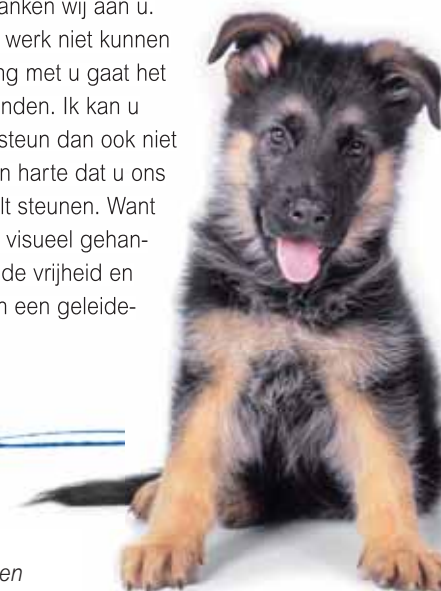 anken wij aan u.
werk niet kunnen
ng met u gaat het
nden. Ik kan u
steun dan ook niet
n harte dat u ons
lt steunen. Want
visueel gehan-
de vrijheid en
n een geleide-
en